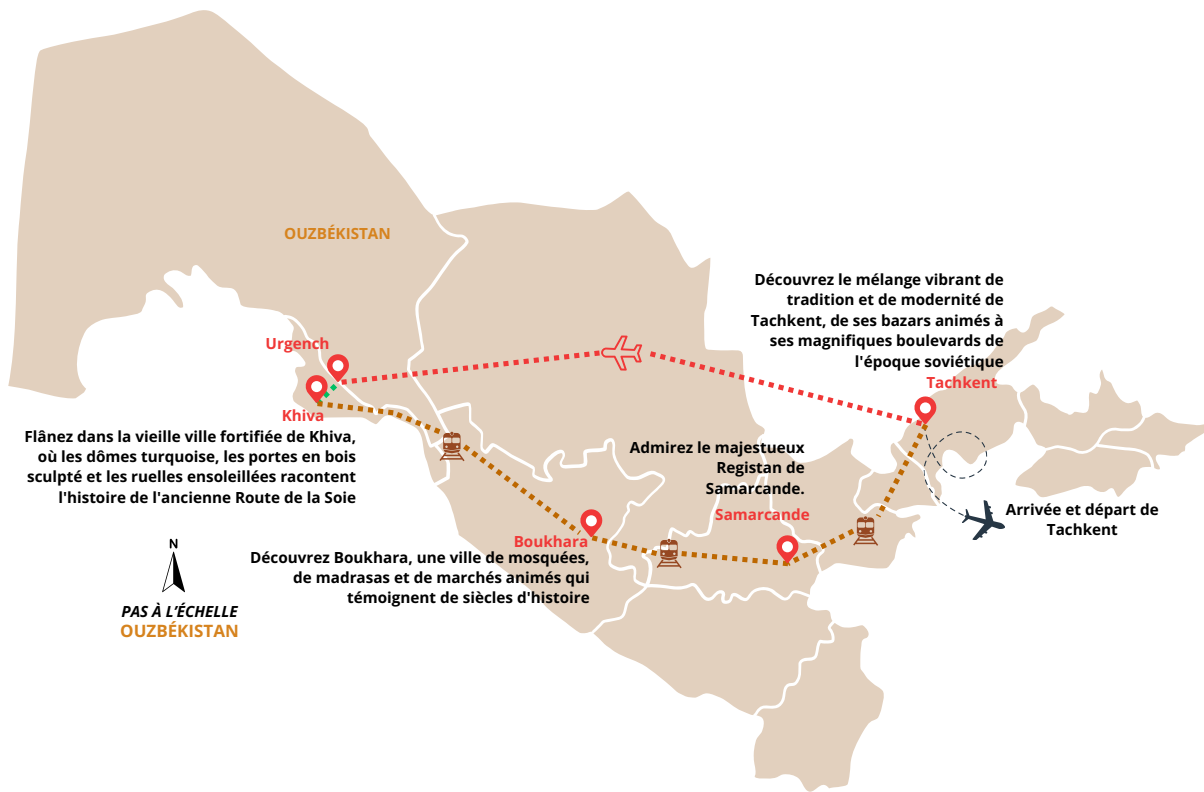 OUZBÉKISTAN
Découvrez le mélange vibrant de
tradition et de modernité de
Tachkent, de ses bazars animés à
ses magnifiques boulevards de
l'époque soviétique
Tachkent
Urgench
Khiva
Flânez dans la vieille ville fortifiée de Khiva,
où les dômes turquoise, les portes en bois
sculpté et les ruelles ensoleillées racontent
l'histoire de l'ancienne Route de la Soie
Admirez le majestueux
Registan de
Samarcande.
Samarcande
Arrivée et départ de
Tachkent
Boukhara
Découvrez Boukhara, une ville de mosquées,
de madrasas et de marchés animés qui
témoignent de siècles d'histoire
N
PAS À L’ÉCHELLE
OUZBÉKISTAN